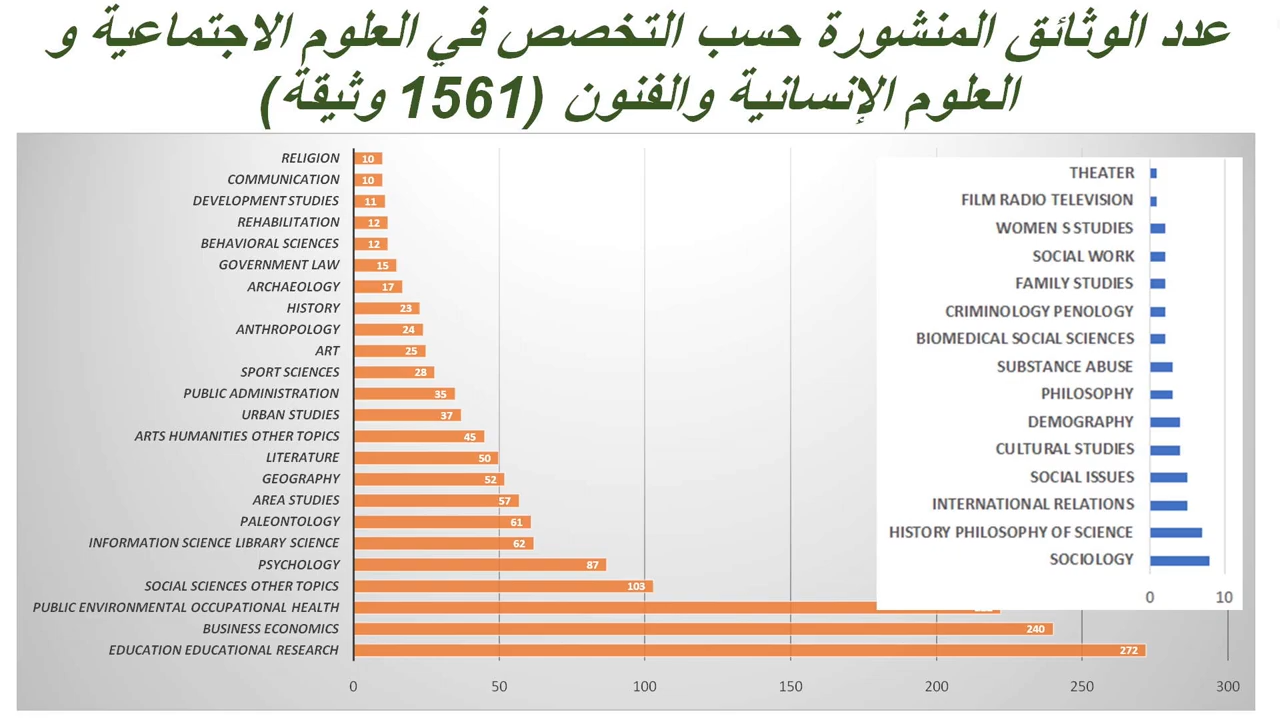 عدد الوثائق المنشورة حسب التخصص في العلوم الاجتماعية و
العلوم الإنسانية والفنون (1561 وثيقة)
RELIGION 10
COMMUNICATION 10
DEVELOPMENT STUDIES 11
REHABILITATION 12
BEHAVIORAL SCIENCES 12
GOVERNMENT LAW 15
ARCHAEOLOGY 17
HISTORY 23
ANTHROPOLOGY 24
ART 25
SPORT SCIENCES 28
PUBLIC ADMINISTRATION 35
URBAN STUDIES 37
ARTS HUMANITIES OTHER TOPICS 45
LITERATURE 50
GEOGRAPHY 52
AREA STUDIES 57
PALEONTOLOGY 61
INFORMATION SCIENCE LIBRARY SCIENCE 62
PSYCHOLOGY 87
SOCIAL SCIENCES OTHER TOPICS 103
PUBLIC ENVIRONMENTAL OCCUPATIONAL HEALTH
BUSINESS ECONOMICS 240
EDUCATION EDUCATIONAL RESEARCH 272
0 50 100 150 200 250 300
THEATER
FILM RADIO TELEVISION
WOMEN S STUDIES
SOCIAL WORK
FAMILY STUDIES
CRIMINOLOGY PENOLOGY
BIOMEDICAL SOCIAL SCIENCES
SUBSTANCE ABUSE
PHILOSOPHY
DEMOGRAPHY
CULTURAL STUDIES
SOCIAL ISSUES
INTERNATIONAL RELATIONS
HISTORY PHILOSOPHY OF SCIENCE
SOCIOLOGY
0 10